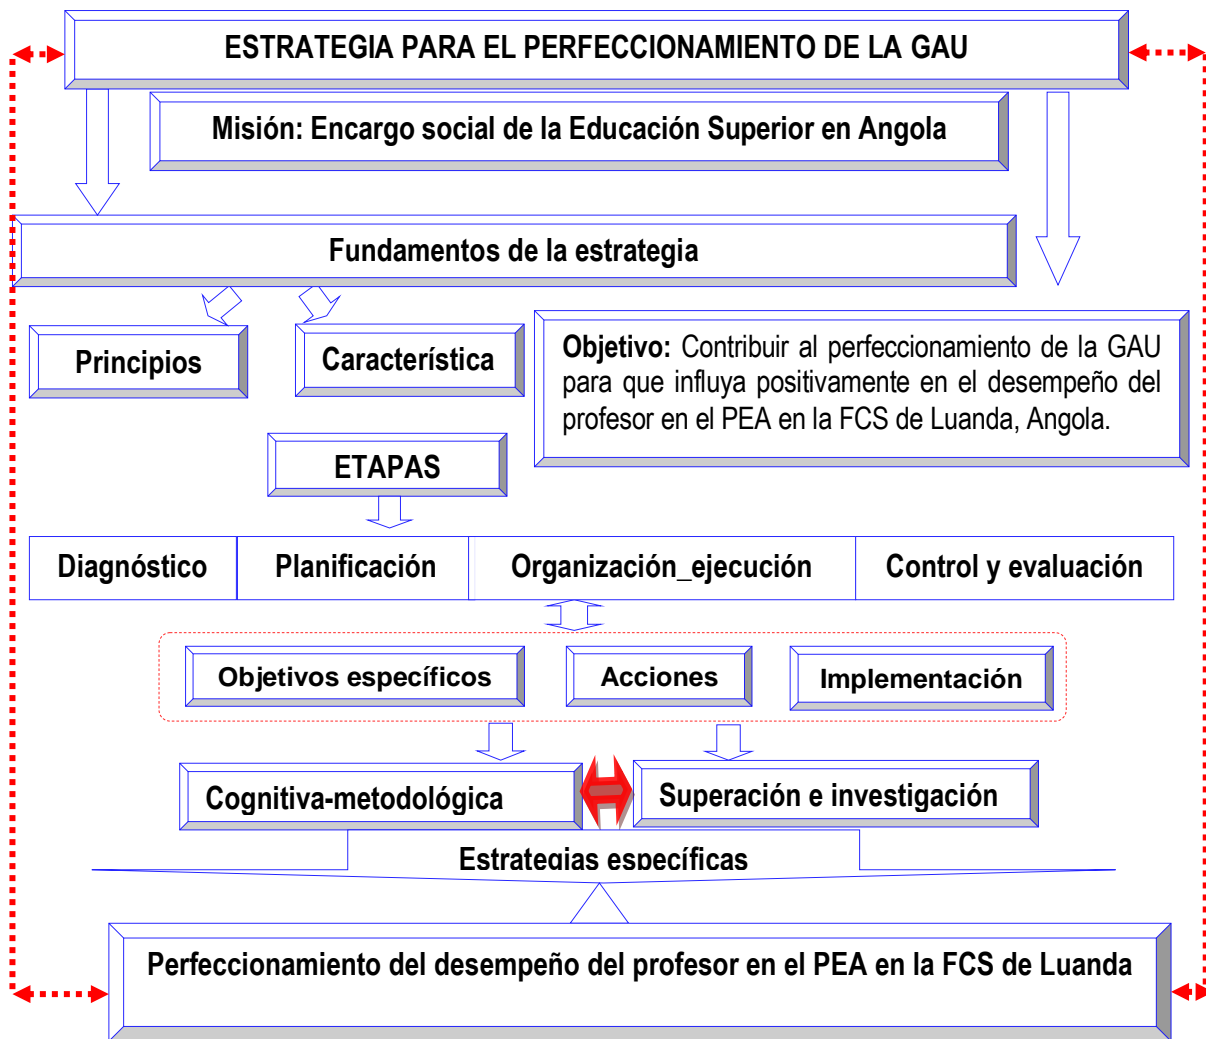 ESTRATEGIA PARA EL PERFECCIONAMIENTO DE LA GAU
Misión: Encargo social de la Educación Superior en Angola
Fundamentos de la estrategia
Principios
Característica
Objetivo: Contribuir al perfeccionamiento de la GAU
para que influya positivamente en el desempeño del
profesor en el PEA en la FCS de Luanda, Angola.
ETAPAS
Diagnóstico
Planificación
Organización_ejecución
Control y evaluación
Objetivos específicos
Acciones
Implementación
Cognitiva-metodológica
Superación e investigación
Estrategias específicas
Perfeccionamiento del desempeño del profesor en el PEA en la FCS de Luanda